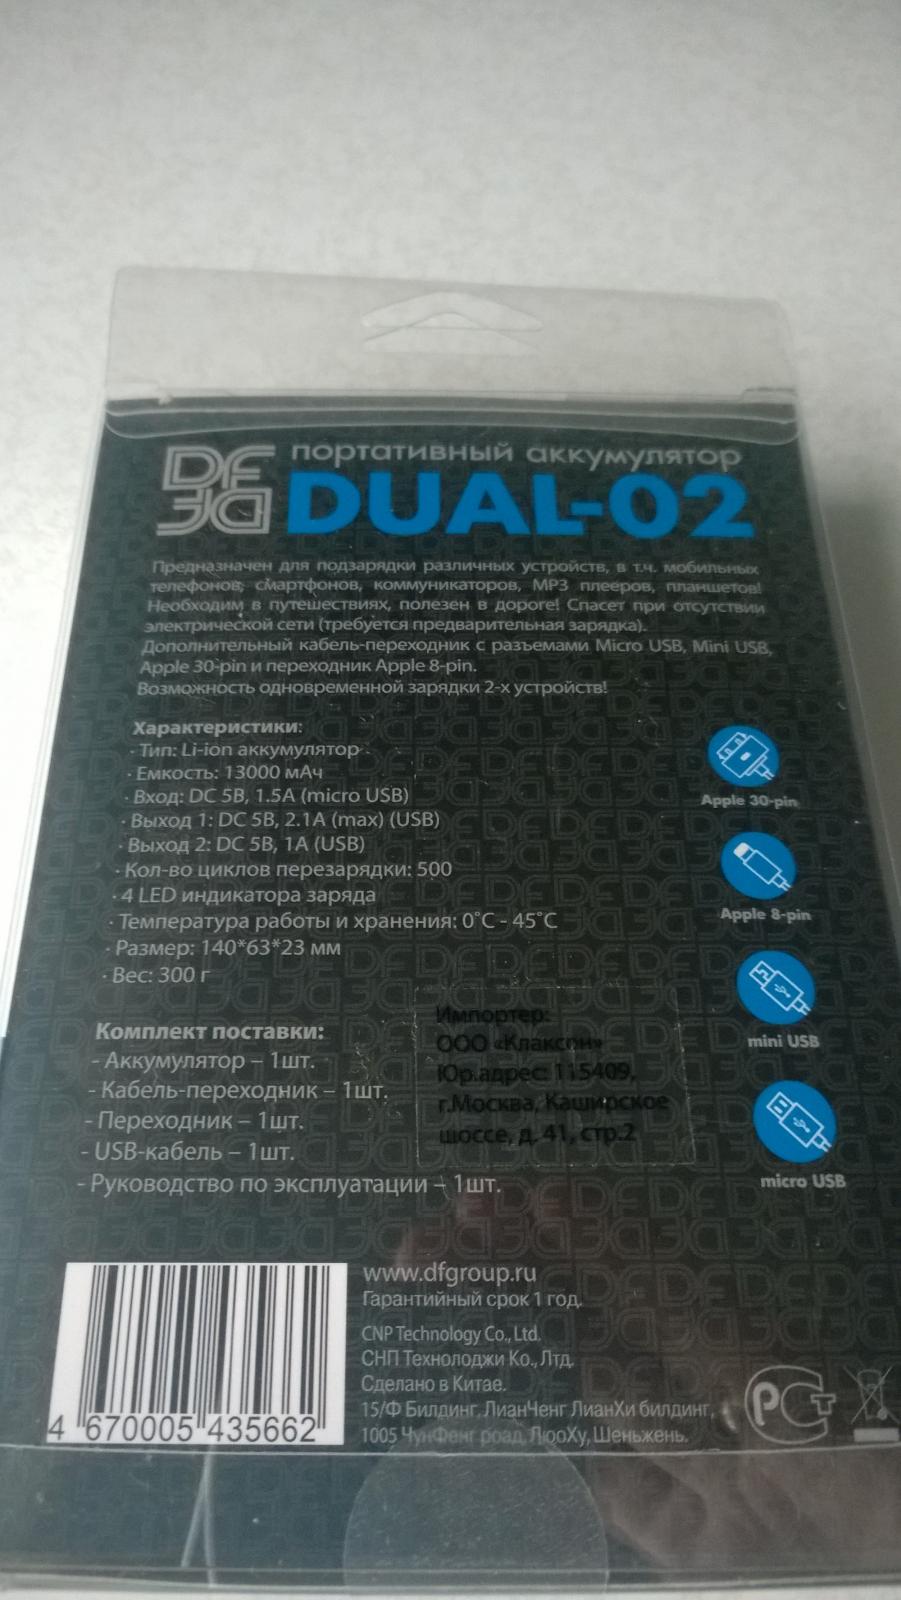 DF
портативный аккумулятор
DUAL-02
Предназначен для подзарядки различных устройств, в т.ч. мобильных
телефонов, смартфонов, коммуникаторов, MP3 плееров, планшетов!
Необходим в путешествиях, полезен в дороге! Спасет при отсутствии
электрической сети (требуется предварительная зарядка).
Дополнительный кабель-переходник с разъемами Micro USB, Mini USB,
Apple 30-pin и переходник Apple 8-pin.
Возможность одновременной зарядки 2-х устройств!
Характеристики:
· Тип: Li-ion аккумулятор
· Емкость: 13000 мАч
· Вход: DC 5В, 1.5А (micro USB)
· Выход 1: DC 5В, 2.1А (max) (USB)
· Выход 2: DC 5В, 1А (USB)
· Кол-во циклов перезарядки: 500
· 4 LED индикатора заряда
· Температура работы и хранения: 0˚С - 45˚С
· Размер: 140*63*23 мм
· Вес: 300 г
Apple 30-pin
Apple 8-pin
mini USB
micro USB
Комплект поставки:
- Аккумулятор – 1шт.
- Кабель-переходник – 1шт.
- Переходник – 1шт.
- USB-кабель – 1шт.
- Руководство по эксплуатации – 1шт.
Импортер:
ООО «Клаксон»
Юр.адрес: 115409,
г.Москва, Каширское
шоссе, д. 41, стр.2
4 670005 435662
www.dfgroup.ru
Гарантийный срок 1 год.
CNP Technology Co., Ltd.
СНП Технолоджи Ко., Лтд.
Сделано в Китае.
15/Ф Билдинг, ЛианЧенг ЛианХи билдинг,
1005 ЧунФенг роад, ЛюоХу, Шеньжень.
РСТ